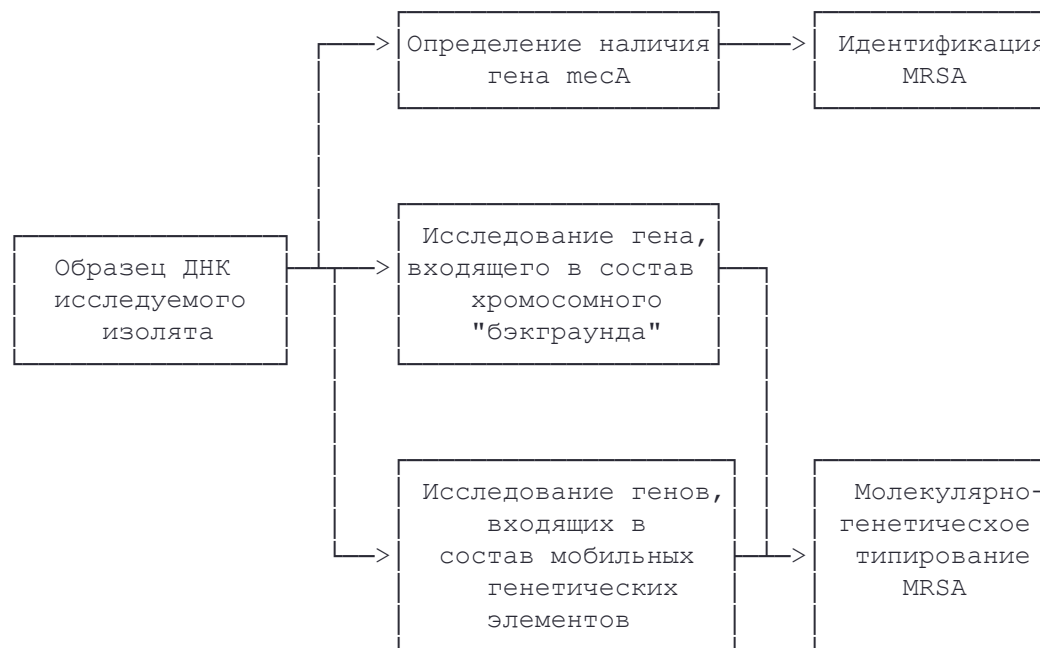 Определение наличия
гена mecA
Идентификация
MRSA
Образец ДНК
исследуемого
изолята
Исследование гена,
входящего в состав
хромосомного
"бэкграунда"
Исследование генов,
входящих в
состав мобильных
генетических
элементов
Молекулярно-
генетичесхое
типирование
MRSA